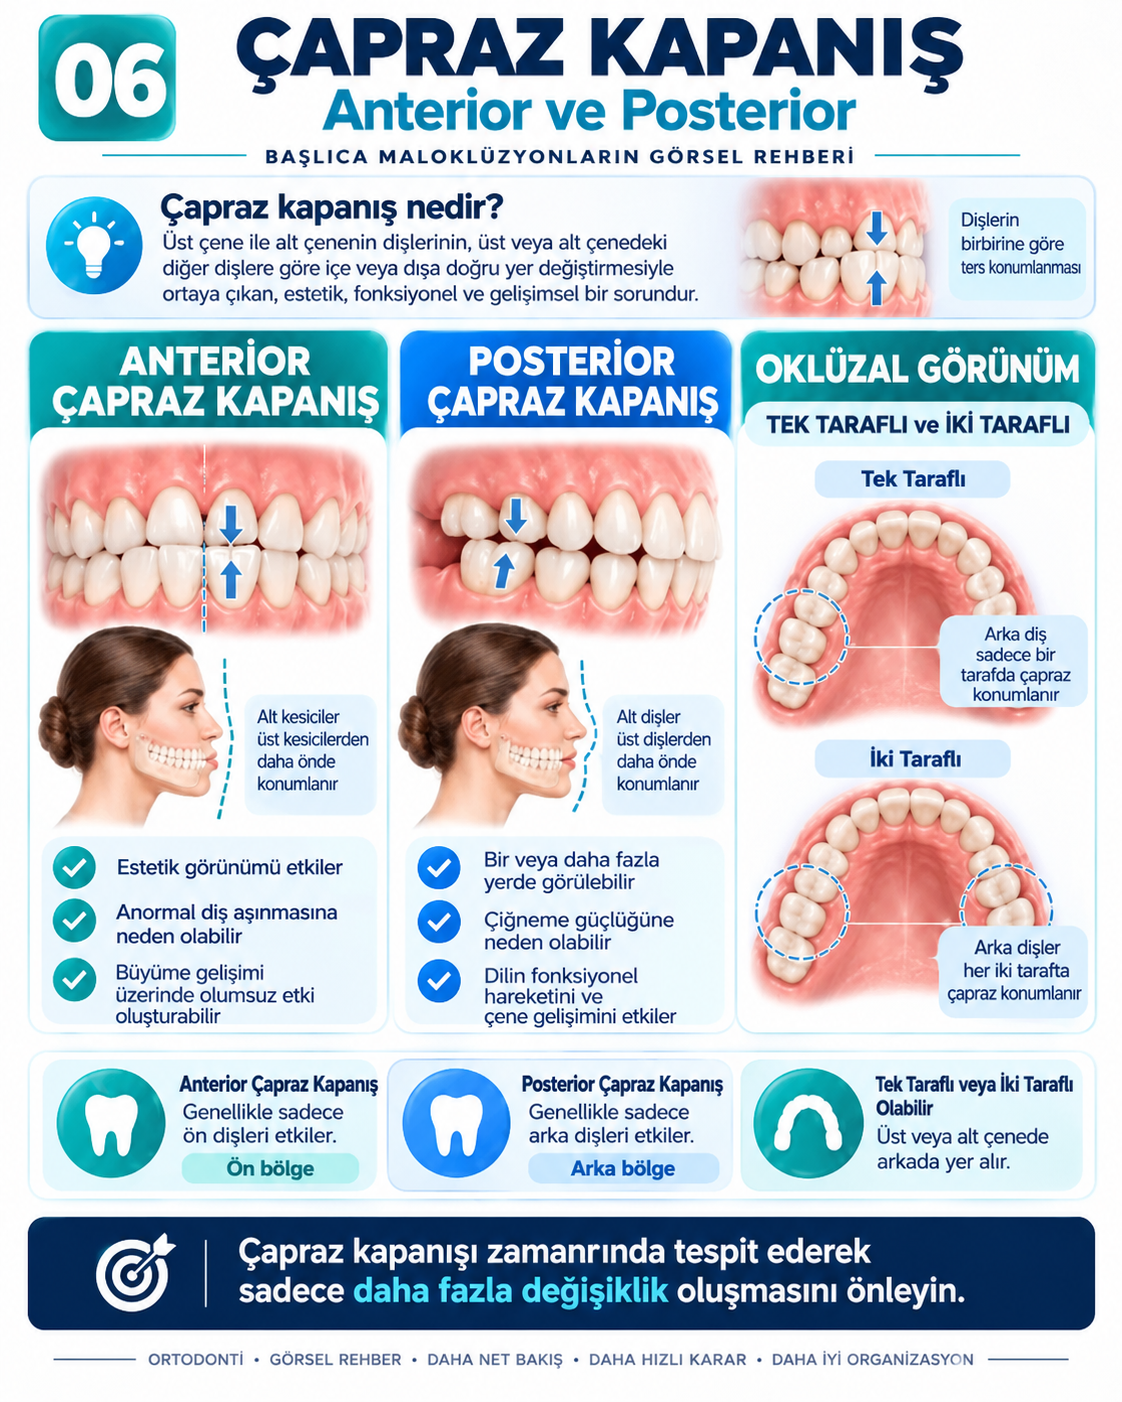 06
ÇAPRAZ KAPANIŞ
Anterior ve Posterior
BAŞLICA MALOKLÜZYONLARIN GÖRSEL REHBERİ
Çapraz kapanış nedir?
Üst çene ile alt çenenin dişlerinin, üst veya alt çenedeki
diğer dişlere göre içe veya dışa doğru yer değiştirmesiyle
ortaya çıkan, estetik, fonksiyonel ve gelişimsel bir sorundur.
Dişlerin
birbirine göre
ters konumlanması
ANTERİOR
ÇAPRAZ KAPANIŞ
Alt kesiciler
üst kesicilerden
daha önde
konumlanır
Estetik görünümü etkiler
Anormal diş aşınmasına
neden olabilir
Büyüme gelişimi
üzerinde olumsuz etki
oluşturabilir
POSTERİOR
ÇAPRAZ KAPANIŞ
Alt dişler
üst dişlerden
daha önde
konumlanır
Bir veya daha fazla
yerde görülebilir
Çiğneme güçlüğüne
neden olabilir
Dilin fonksiyonel
hareketini ve
çene gelişimini etkiler
OKLÜZAL GÖRÜNÜM
TEK TARAFLI ve İKİ TARAFLI
Tek Taraflı
Arka diş
sadece bir
tarafda çapraz
konumlanır
İki Taraflı
Arka dişler
her iki tarafta
çapraz konumlanır
Anterior Çapraz Kapanış
Genellikle sadece
ön dişleri etkiler.
Ön bölge
Posterior Çapraz Kapanış
Genellikle sadece
arka dişleri etkiler.
Arka bölge
Tek Taraflı veya İki Taraflı
Olabilir
Üst veya alt çenede
arkada yer alır.
Çapraz kapanışı zamanrında tespit ederek
sadece daha fazla değişiklik oluşmasını önleyin.
ORTODONTİ • GÖRSEL REHBER • DAHA NET BAKIŞ • DAHA HIZLI KARAR • DAHA İYİ ORGANİZASYON